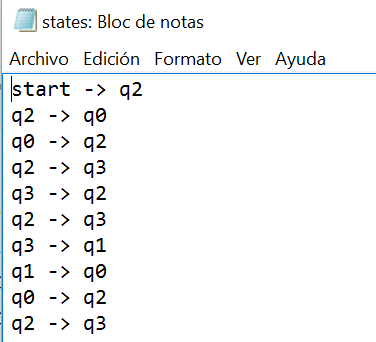 states: Bloc de notas
Archivo Edición Formato Ver Ayuda
start -> q2
q2 -> q0
q0 -> q2
q2 -> q3
q3 -> q2
q2 -> q3
q3 -> q1
q1 -> q0
q0 -> q2
q2 -> q3